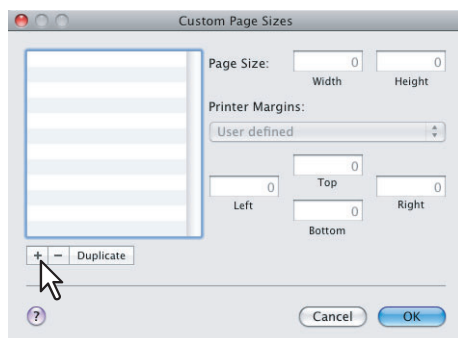 Custom Page Sizes
Page Size: 0 0
Width Height
Printer Margins:
User defined
0
Top
0 0
Left Right
0
Bottom
+ − Duplicate
? Cancel OK